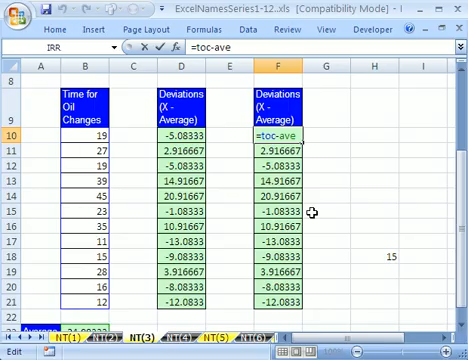 ExcelNamesSeries1-12..xls [Compatibility Mode] -
Home Insert Page Layout Formulas Data Review View Developer
IRR =toc-ave
A B C D E F G H
8
9 Time for Oil Changes Deviations (X - Average) Deviations (X - Average)
10 19 -5.08333 =toc-ave
11 27 2.916667 2.916667
12 19 -5.08333 -5.08333
13 39 14.91667 14.91667
14 45 20.91667 20.91667
15 23 -1.08333 -1.08333
16 35 10.91667 10.91667
17 11 -13.0833 -13.0833
18 15 -9.08333 -9.08333 15
19 28 3.916667 3.916667
20 16 -8.08333 -8.08333
21 12 -12.0833 -12.0833
Average
NT(1) NT(2) NT(3) NT(4) NT(5) NT(6)
Edit 100%